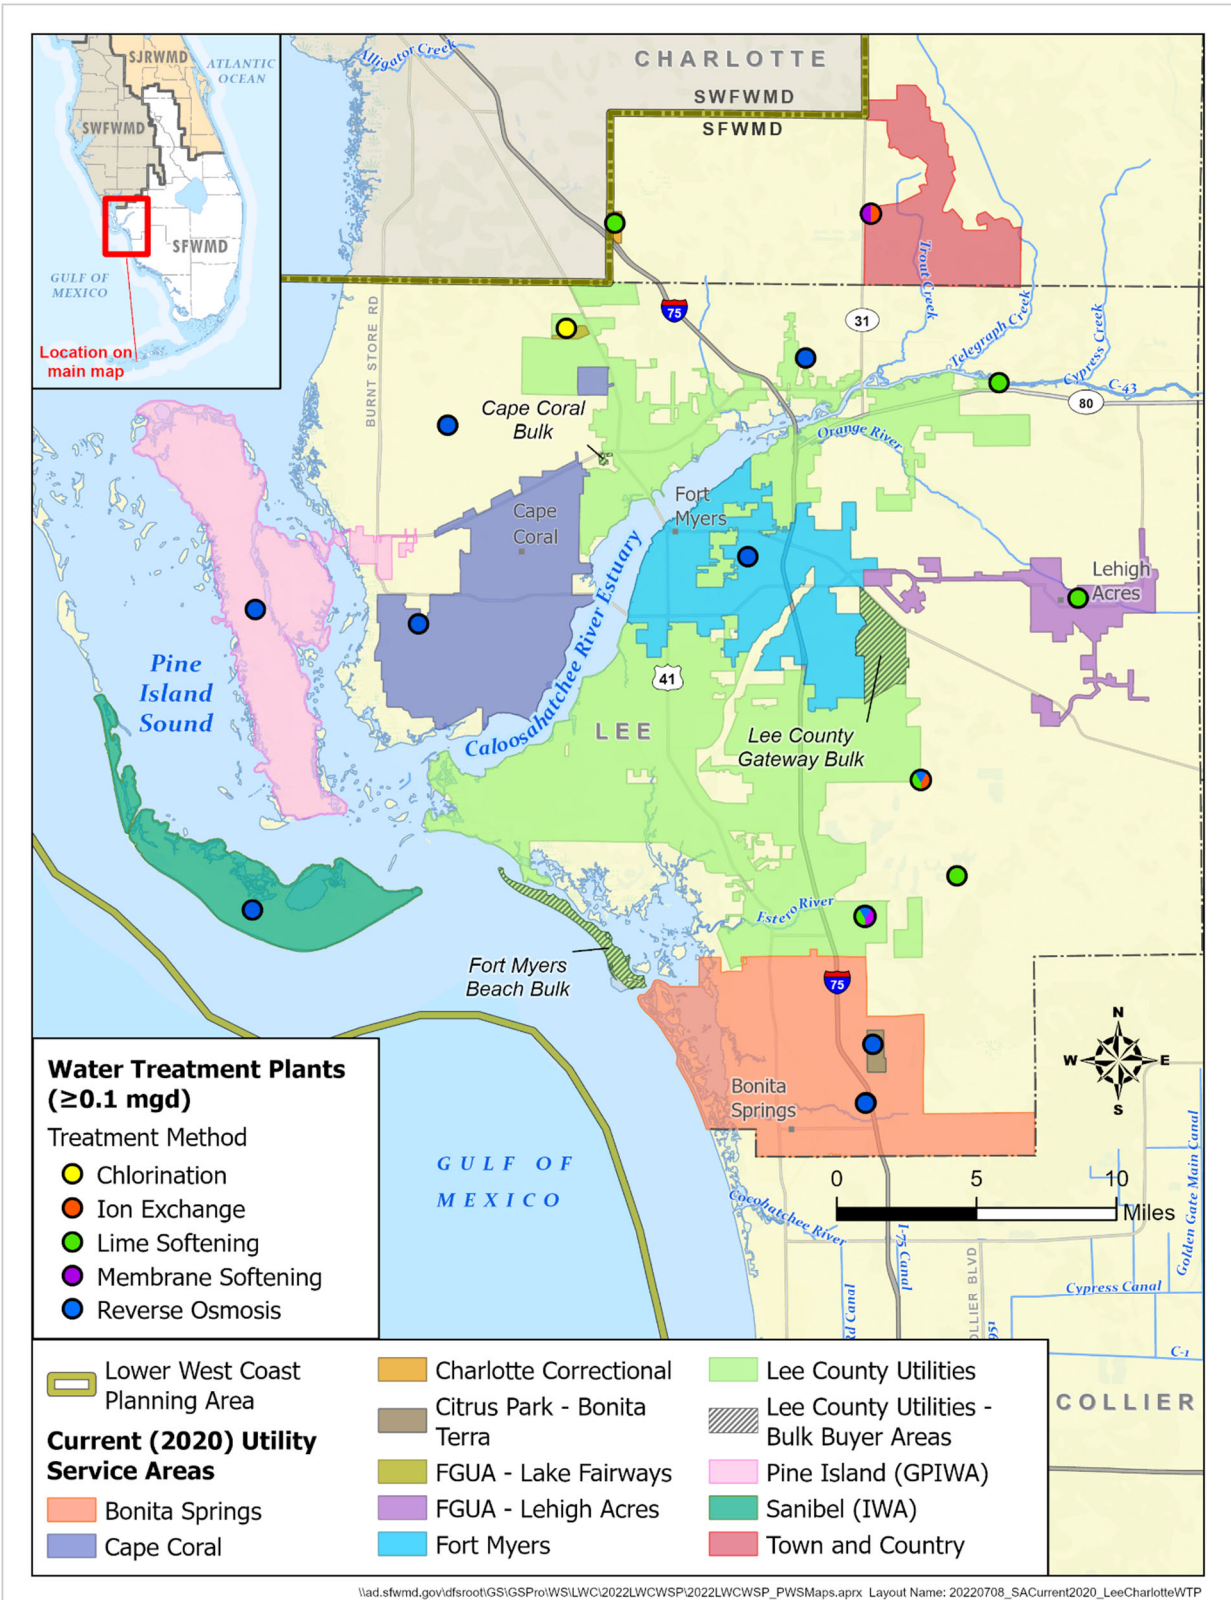 Alligator Creek
CHARLOTTE
SWFWMD
SFWMD
SJRWMD
ATLANTIC
OCEAN
SWFWMD
SFWMD
GULF OF
MEXICO
Location on
main map
BURNT STORE RD
75
31
Trout Creek
Telegraph Creek
Cypress Creek
C-43
80
Orange River
Cape Coral
Bulk
Cape
Coral
Fort
Myers
Caloosahatchee River Estuary
Lehigh
Acres
Pine
Island
Sound
41
LEE
Lee County
Gateway Bulk
Estero River
Fort Myers
Beach Bulk
75
Bonita
Springs
N
W
E
S
0
5
10
Miles
GULF OF
MEXICO
Cocohatchee River
I-75 Canal
Rd Canal
OLLIER BLVD
951
Golden Gate Main Canal
Cypress Canal
C-1
COLLIER
Water Treatment Plants
(≥0.1 mgd)
Treatment Method
Chlorination
Ion Exchange
Lime Softening
Membrane Softening
Reverse Osmosis
Lower West Coast
Planning Area
Current (2020) Utility
Service Areas
Bonita Springs
Cape Coral
Charlotte Correctional
Citrus Park - Bonita
Terra
FGUA - Lake Fairways
FGUA - Lehigh Acres
Fort Myers
Lee County Utilities
Lee County Utilities -
Bulk Buyer Areas
Pine Island (GPIWA)
Sanibel (IWA)
Town and Country
\\ad.sfwmd.gov\dfsroot\GS\GSPro\WS\LWC\2022LWCWSP\2022LWCWSP_PWSMaps.aprx Layout Name: 20220708_SACurrent2020_LeeCharlotteWTP